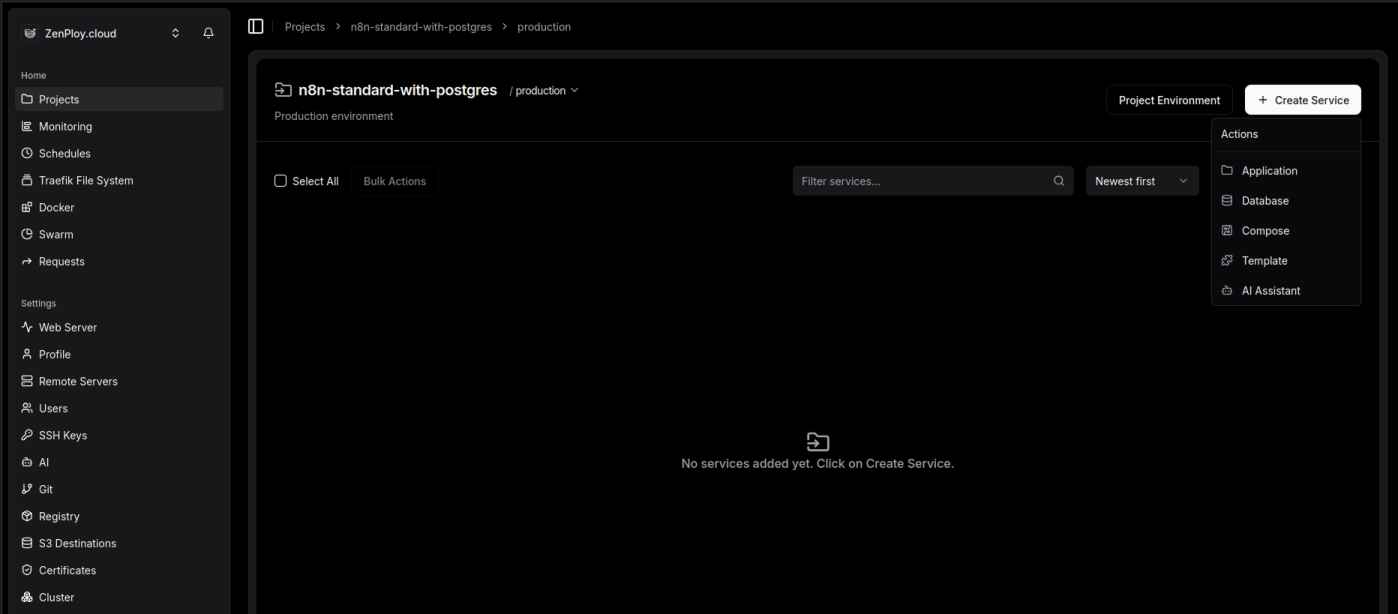 ZenPloy.cloud
Home
Projects
Monitoring
Schedules
Traefik File System
Docker
Swarm
Requests
Settings
Web Server
Profile
Remote Servers
Users
SSH Keys
AI
Git
Registry
S3 Destinations
Certificates
Cluster
Projects > n8n-standard-with-postgres > production
n8n-standard-with-postgres / production
Production environment
Project Environment
+ Create Service
Select All
Bulk Actions
Filter services...
Newest first
Actions
Application
Database
Compose
Template
AI Assistant
No services added yet. Click on Create Service.